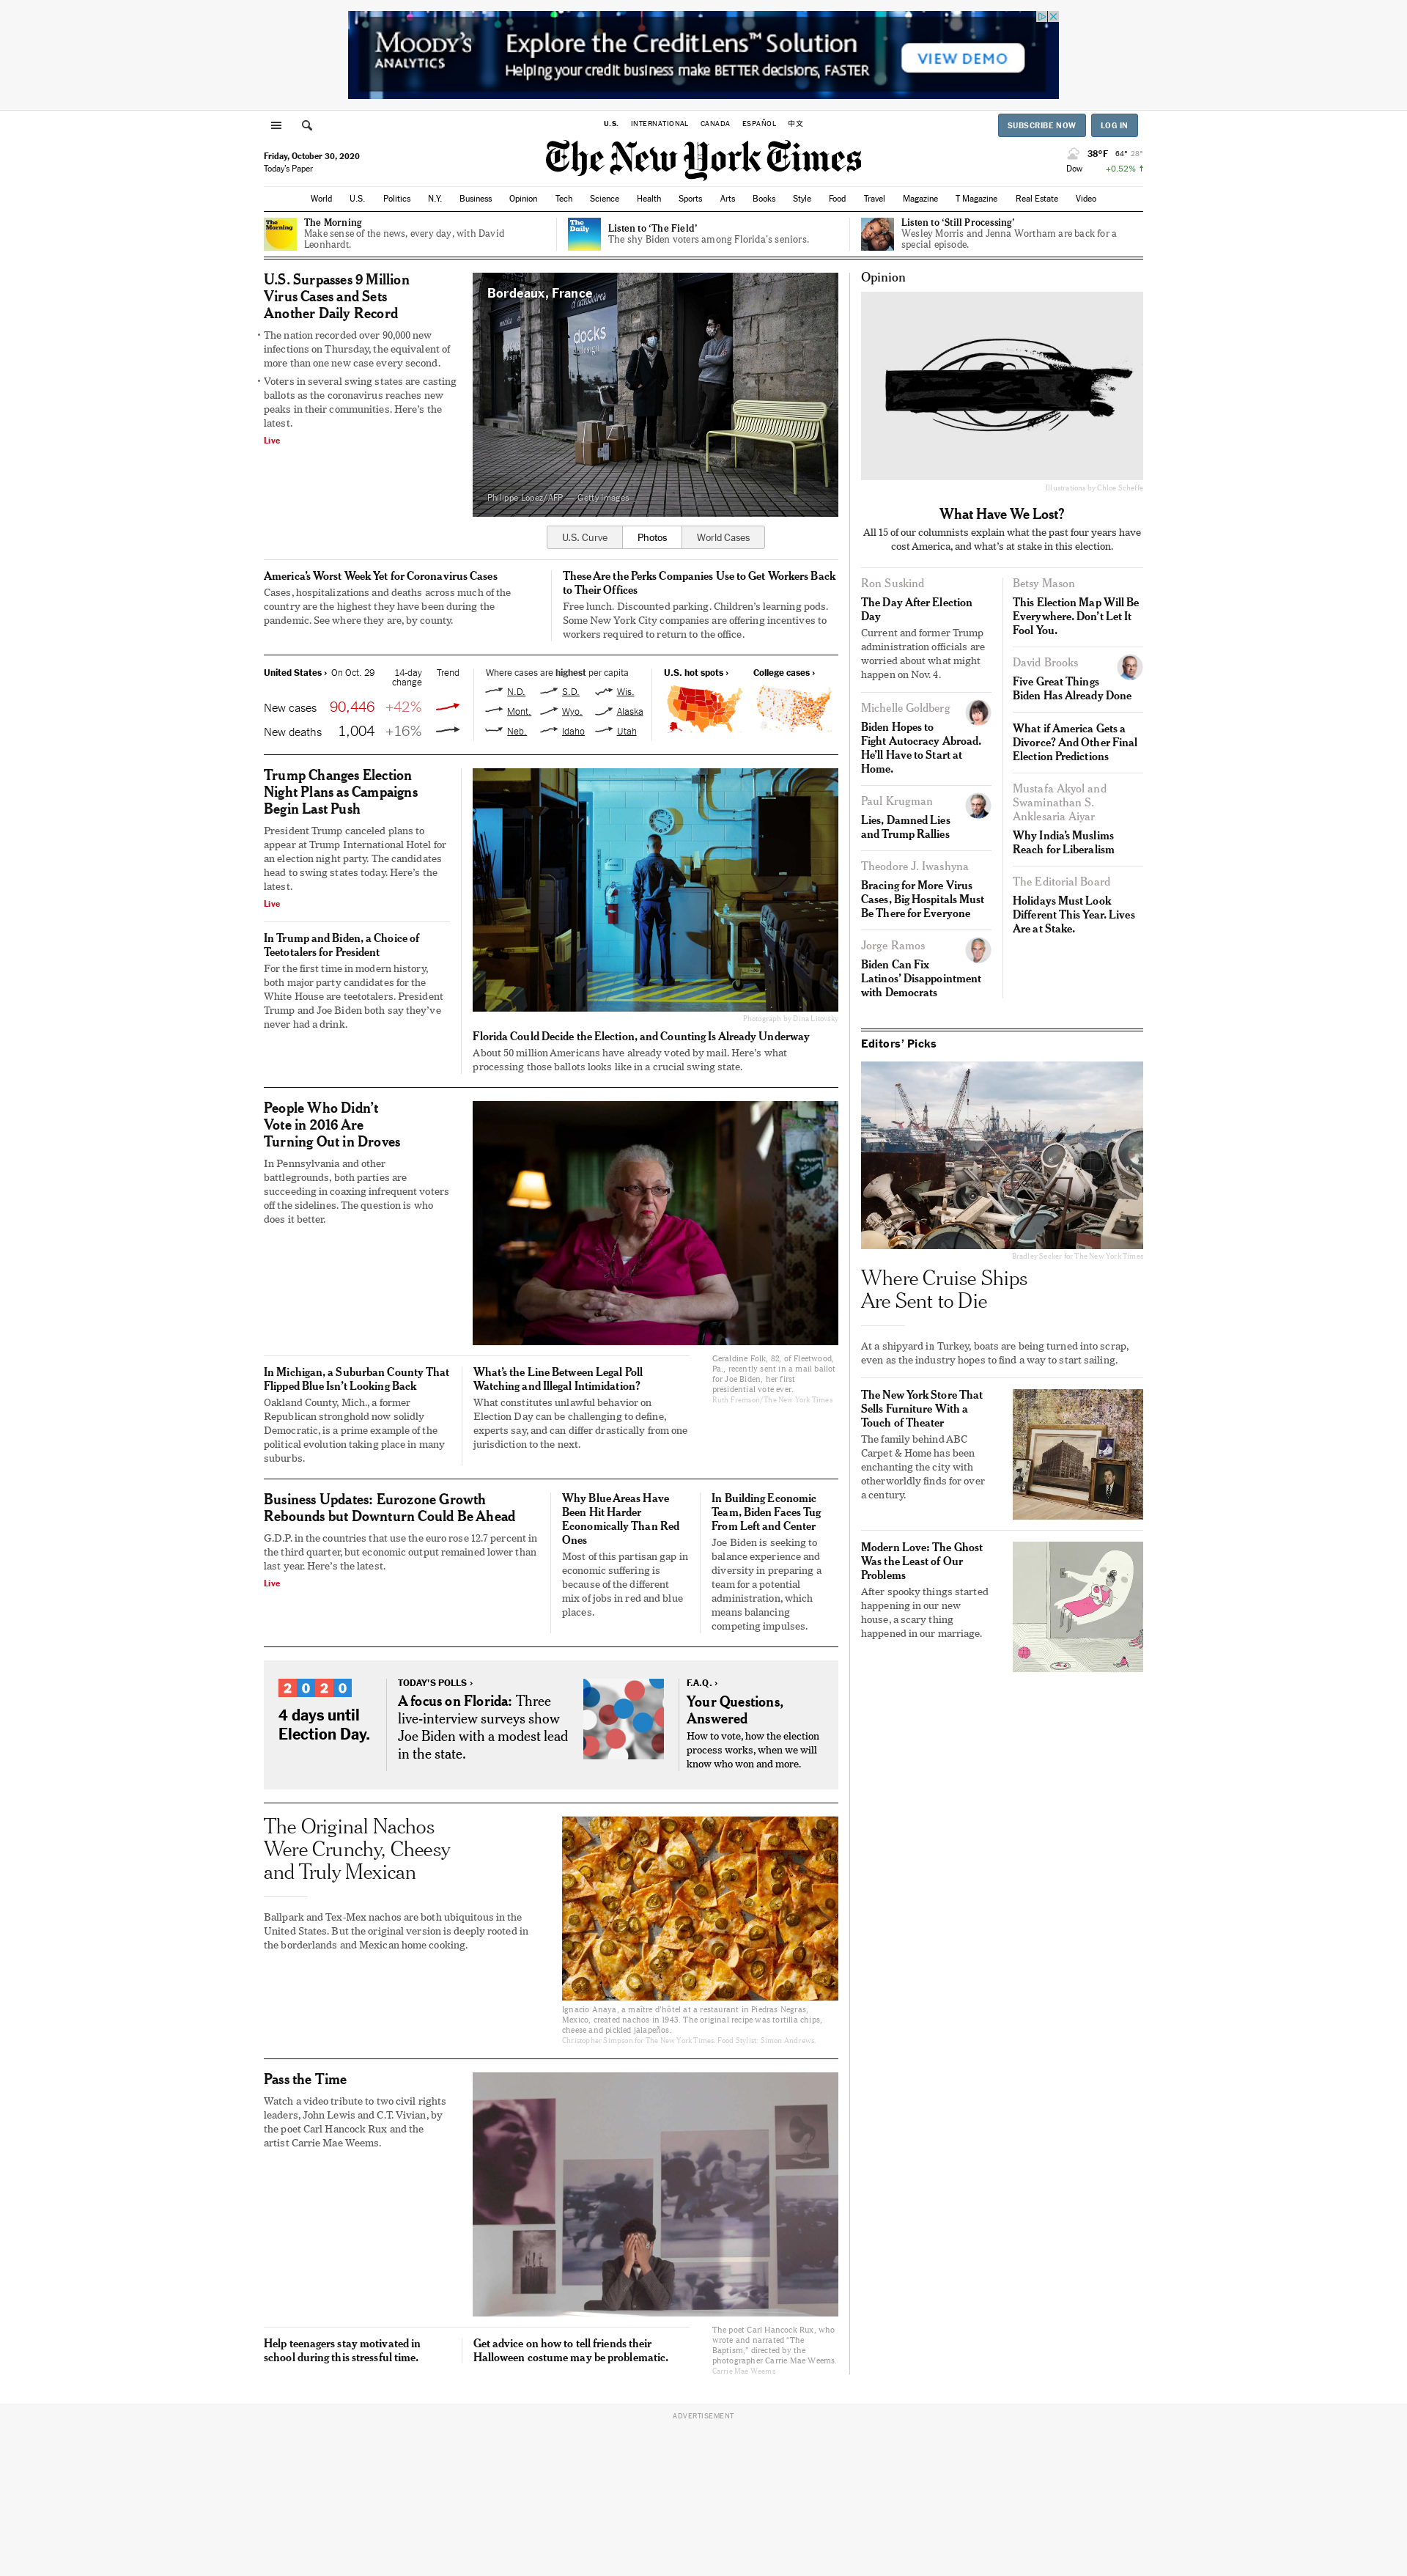 MOODY'S
ANALYTICS
Explore the CreditLens™ Solution
Helping your credit business make BETTER decisions, FASTER
VIEW DEMO
U.S.
INTERNATIONAL
CANADA
ESPAÑOL
中文
SUBSCRIBE NOW
LOG IN
Friday, October 30, 2020
Today's Paper
The New York Times
38°F 64° 28°
Dow +0.52% ↑
World U.S. Politics N.Y. Business Opinion Tech Science Health Sports Arts Books Style Food Travel Magazine T Magazine Real Estate Video
The Morning
The Morning
Make sense of the news, every day, with David
Leonhardt.
The Daily
Listen to ‘The Field’
The shy Biden voters among Florida's seniors.
Listen to ‘Still Processing’
Wesley Morris and Jenna Wortham are back for a
special episode.
U.S. Surpasses 9 Million
Virus Cases and Sets
Another Daily Record
• The nation recorded over 90,000 new
infections on Thursday, the equivalent of
more than one new case every second.
• Voters in several swing states are casting
ballots as the coronavirus reaches new
peaks in their communities. Here's the
latest.
Live
Bordeaux, France
docks
design
Philippe Lopez/AFP — Getty Images
U.S. Curve
Photos
World Cases
America's Worst Week Yet for Coronavirus Cases
Cases, hospitalizations and deaths across much of the
country are the highest they have been during the
pandemic. See where they are, by county.
These Are the Perks Companies Use to Get Workers Back
to Their Offices
Free lunch. Discounted parking. Children's learning pods.
Some New York City companies are offering incentives to
workers required to return to the office.
United States › On Oct. 29 14-day Trend
change
New cases 90,446 +42%
New deaths 1,004 +16%
Where cases are highest per capita
N.D. S.D. Wis.
Mont. Wyo. Alaska
Neb. Idaho Utah
U.S. hot spots ›
College cases ›
Trump Changes Election
Night Plans as Campaigns
Begin Last Push
President Trump canceled plans to
appear at Trump International Hotel for
an election night party. The candidates
head to swing states today. Here's the
latest.
Live
In Trump and Biden, a Choice of
Teetotalers for President
For the first time in modern history,
both major party candidates for the
White House are teetotalers. President
Trump and Joe Biden both say they've
never had a drink.
Photograph by Dina Litovsky
Florida Could Decide the Election, and Counting Is Already Underway
About 50 million Americans have already voted by mail. Here's what
processing those ballots looks like in a crucial swing state.
People Who Didn't
Vote in 2016 Are
Turning Out in Droves
In Pennsylvania and other
battlegrounds, both parties are
succeeding in coaxing infrequent voters
off the sidelines. The question is who
does it better.
Geraldine Folk, 82, of Fleetwood,
Pa., recently sent in a mail ballot
for Joe Biden, her first
presidential vote ever.
Ruth Fremson/The New York Times
In Michigan, a Suburban County That
Flipped Blue Isn't Looking Back
Oakland County, Mich., a former
Republican stronghold now solidly
Democratic, is a prime example of the
political evolution taking place in many
suburbs.
What's the Line Between Legal Poll
Watching and Illegal Intimidation?
What constitutes unlawful behavior on
Election Day can be challenging to define,
experts say, and can differ drastically from one
jurisdiction to the next.
Business Updates: Eurozone Growth
Rebounds but Downturn Could Be Ahead
G.D.P. in the countries that use the euro rose 12.7 percent in
the third quarter, but economic output remained lower than
last year. Here's the latest.
Live
Why Blue Areas Have
Been Hit Harder
Economically Than Red
Ones
Most of this partisan gap in
economic suffering is
because of the different
mix of jobs in red and blue
places.
In Building Economic
Team, Biden Faces Tug
From Left and Center
Joe Biden is seeking to
balance experience and
diversity in preparing a
team for a potential
administration, which
means balancing
competing impulses.
2020
4 days until
Election Day.
TODAY'S POLLS ›
A focus on Florida: Three
live-interview surveys show
Joe Biden with a modest lead
in the state.
F.A.Q. ›
Your Questions,
Answered
How to vote, how the election
process works, when we will
know who won and more.
The Original Nachos
Were Crunchy, Cheesy
and Truly Mexican
Ballpark and Tex-Mex nachos are both ubiquitous in the
United States. But the original version is deeply rooted in
the borderlands and Mexican home cooking.
Ignacio Anaya, a maître d'hôtel at a restaurant in Piedras Negras,
Mexico, created nachos in 1943. The original recipe was tortilla chips,
cheese and pickled jalapeños.
Christopher Simpson for The New York Times. Food Stylist: Simon Andrews.
Pass the Time
Watch a video tribute to two civil rights
leaders, John Lewis and C.T. Vivian, by
the poet Carl Hancock Rux and the
artist Carrie Mae Weems.
The poet Carl Hancock Rux, who
wrote and narrated "The
Baptism," directed by the
photographer Carrie Mae Weems.
Carrie Mae Weems
Help teenagers stay motivated in
school during this stressful time.
Get advice on how to tell friends their
Halloween costume may be problematic.
Opinion
Illustrations by Chloe Scheffe
What Have We Lost?
All 15 of our columnists explain what the past four years have
cost America, and what's at stake in this election.
Ron Suskind
The Day After Election
Day
Current and former Trump
administration officials are
worried about what might
happen on Nov. 4.
Michelle Goldberg
Biden Hopes to
Fight Autocracy Abroad.
He'll Have to Start at
Home.
Paul Krugman
Lies, Damned Lies
and Trump Rallies
Theodore J. Iwashyna
Bracing for More Virus
Cases, Big Hospitals Must
Be There for Everyone
Jorge Ramos
Biden Can Fix
Latinos' Disappointment
with Democrats
Betsy Mason
This Election Map Will Be
Everywhere. Don't Let It
Fool You.
David Brooks
Five Great Things
Biden Has Already Done
What if America Gets a
Divorce? And Other Final
Election Predictions
Mustafa Akyol and
Swaminathan S.
Anklesaria Aiyar
Why India's Muslims
Reach for Liberalism
The Editorial Board
Holidays Must Look
Different This Year. Lives
Are at Stake.
Editors' Picks
Bradley Secker for The New York Times
Where Cruise Ships
Are Sent to Die
At a shipyard in Turkey, boats are being turned into scrap,
even as the industry hopes to find a way to start sailing.
The New York Store That
Sells Furniture With a
Touch of Theater
The family behind ABC
Carpet & Home has been
enchanting the city with
otherworldly finds for over
a century.
Modern Love: The Ghost
Was the Least of Our
Problems
After spooky things started
happening in our new
house, a scary thing
happened in our marriage.
ADVERTISEMENT